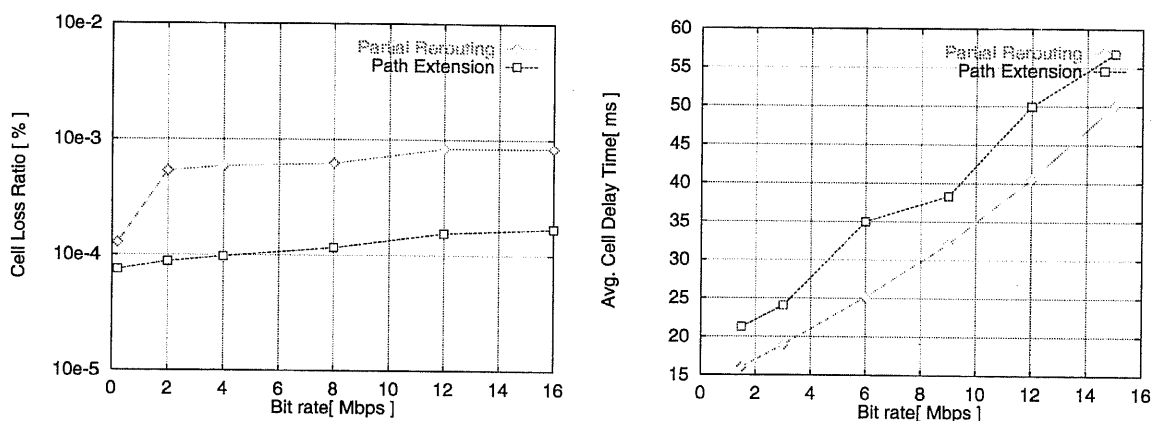 10e-2
10e-3
10e-4
10e-5
Cell Loss Ratio [ % ]
Partial Rerouting
Path Extension
0 2 4 6 8 10 12 14 16
Bit rate[ Mbps ]
60
55
50
45
40
35
30
25
20
15
Avg. Cell Delay Time[ ms ]
Partial Rerouting
Path Extension
0 2 4 6 8 10 12 14 16
Bit rate[ Mbps ]